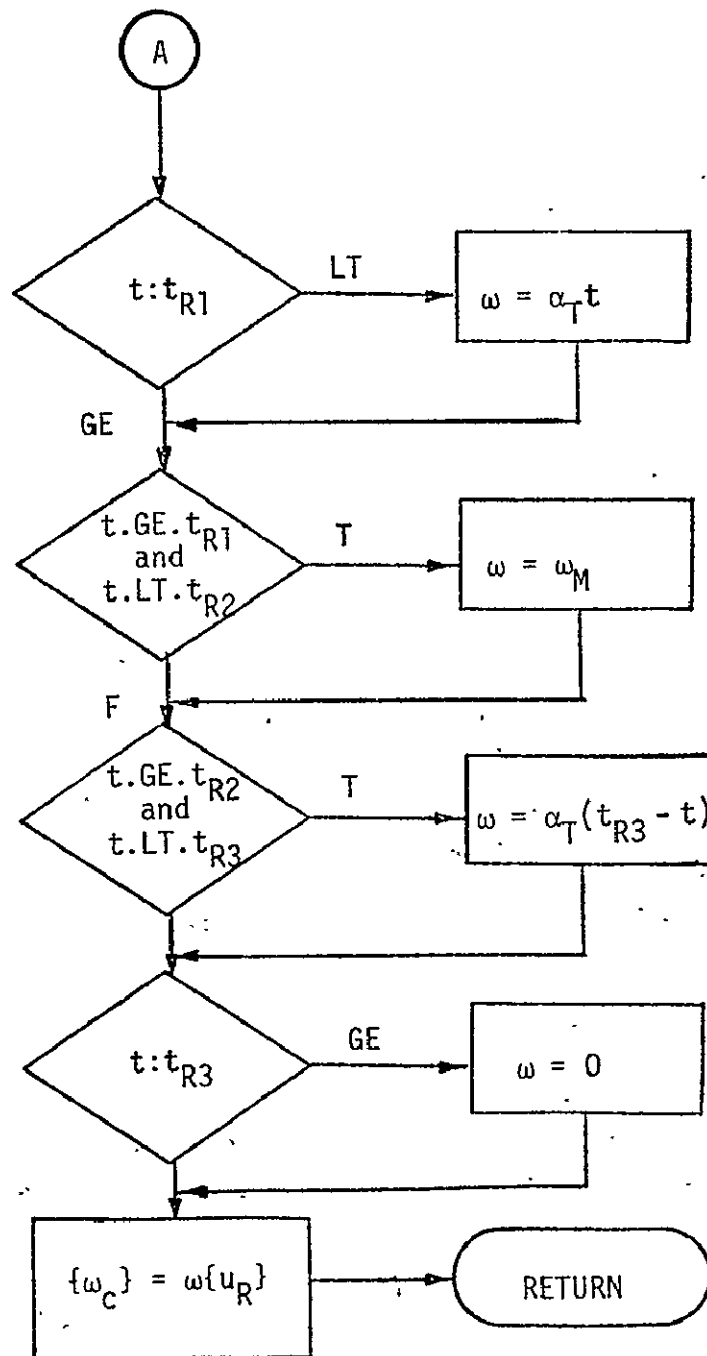 A
t:t_R1
LT
ω = α_T t
GE
t.GE.t_R1
and
t.LT.t_R2
T
ω = ω_M
F
t.GE.t_R2
and
t.LT.t_R3
T
ω = α_T(t_R3 - t)
t:t_R3
GE
ω = 0
{ω_c} = ω{u_R}
RETURN